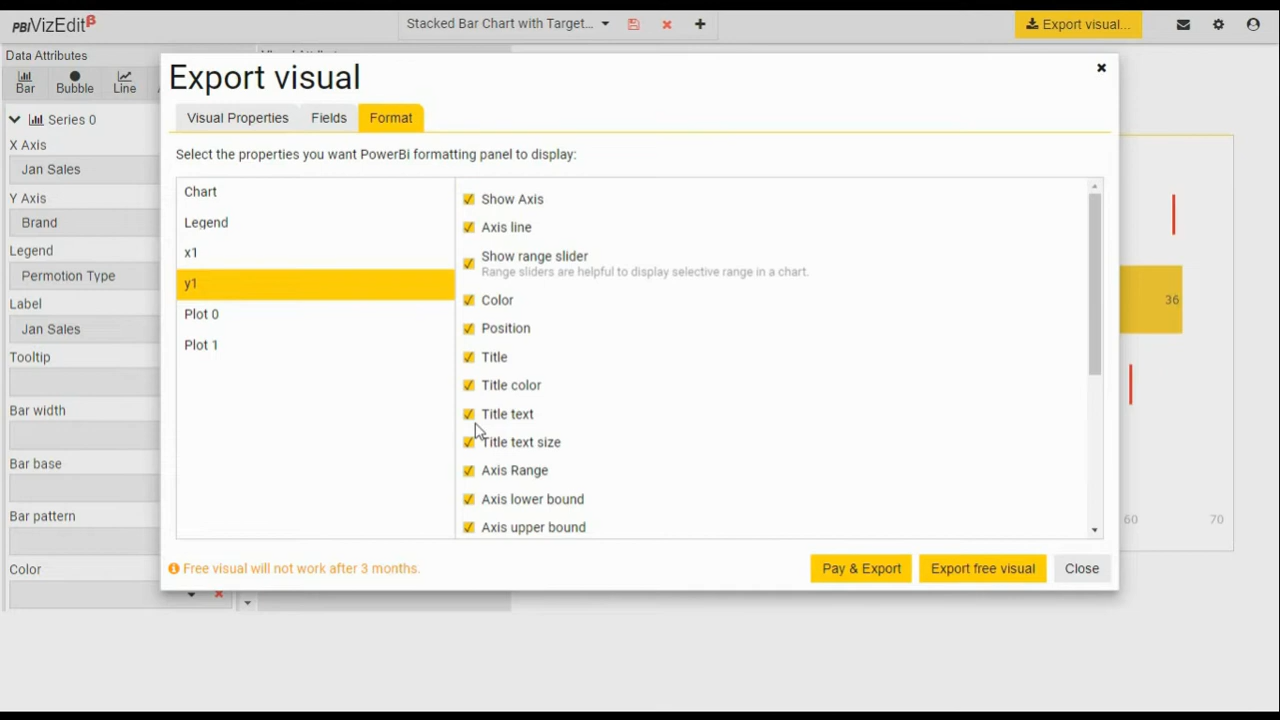 PBIVizEditβ
Stacked Bar Chart with Target...
Export visual...
Data Attributes
Bar
Bubble
Line
Series 0
X Axis
Jan Sales
Y Axis
Brand
Legend
Permotion Type
Label
Jan Sales
Tooltip
Bar width
Bar base
Bar pattern
Color
Export visual
Visual Properties
Fields
Format
Select the properties you want PowerBi formatting panel to display:
Chart
Legend
x1
y1
Plot 0
Plot 1
Show Axis
Axis line
Show range slider
Range sliders are helpful to display selective range in a chart.
Color
Position
Title
Title color
Title text
Title text size
Axis Range
Axis lower bound
Axis upper bound
Free visual will not work after 3 months.
Pay & Export
Export free visual
Close
36
60
70